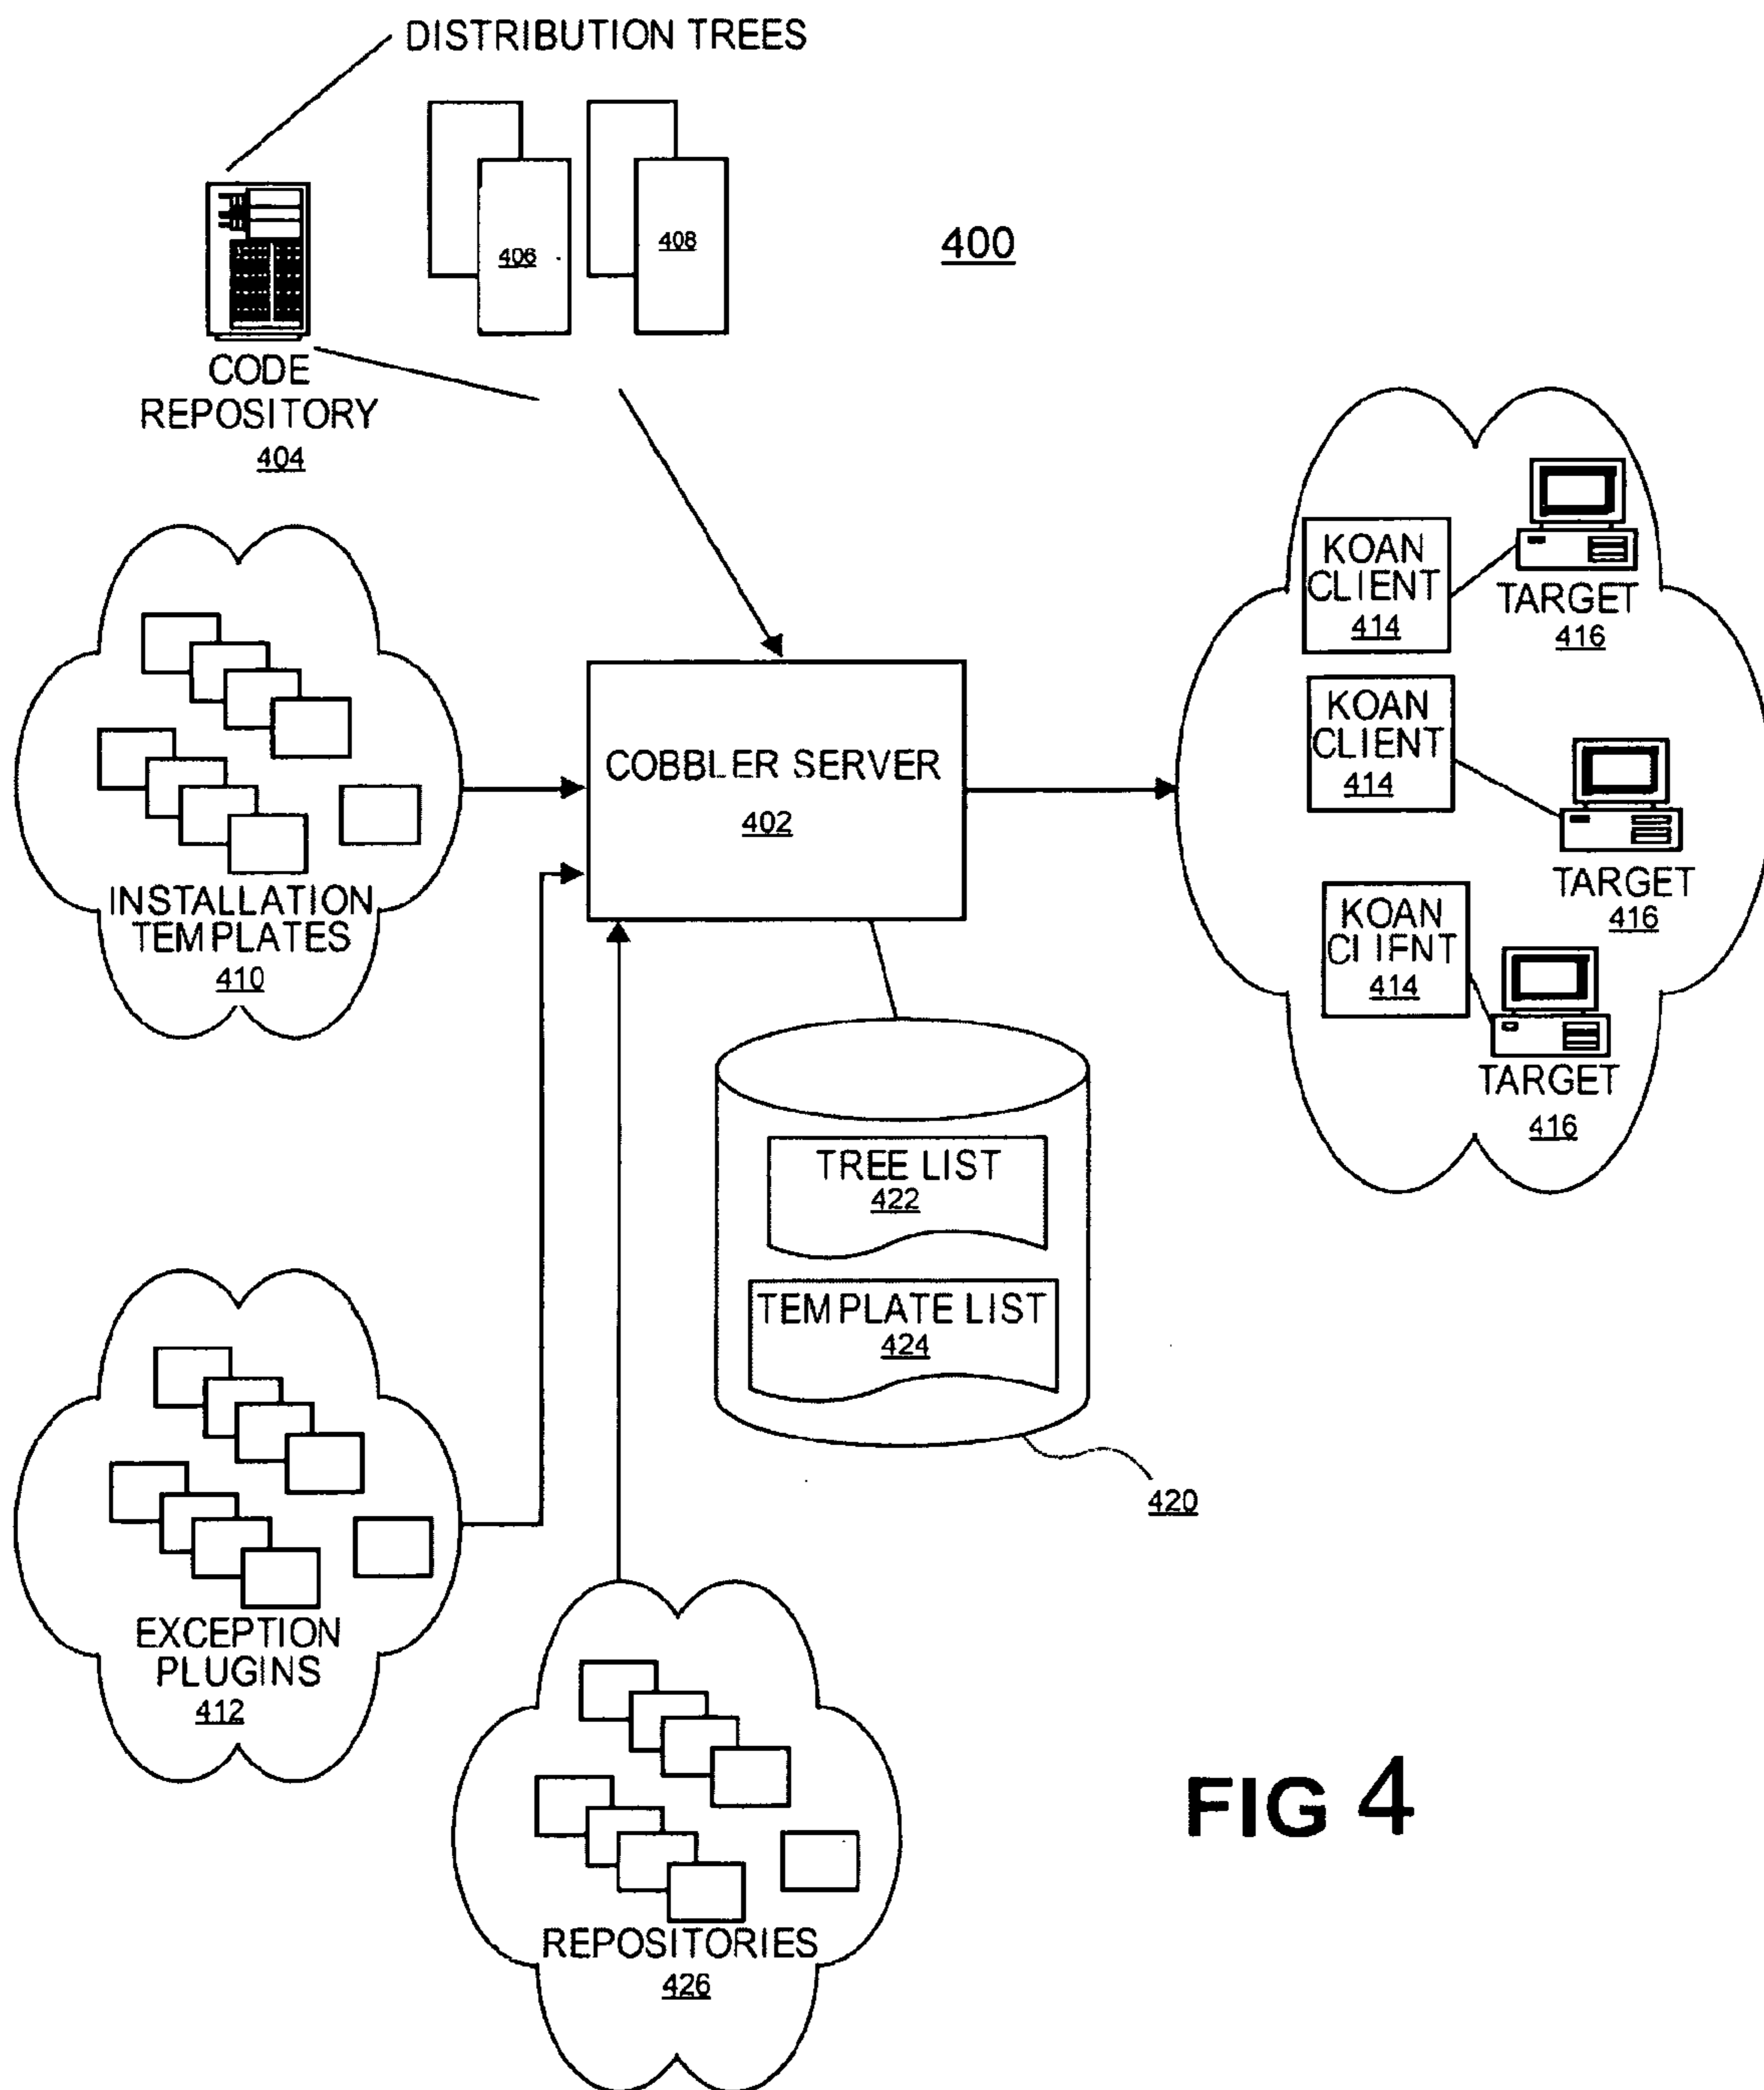 DISTRIBUTION TREES
406
408
400
CODE
REPOSITORY
404
KOAN
CLIENT
414
TARGET
416
KOAN
CLIENT
414
TARGET
416
KOAN
CLIENT
414
TARGET
416
COBBLER SERVER
402
INSTALLATION
TEMPLATES
410
TREE LIST
422
TEMPLATE LIST
424
420
EXCEPTION
PLUGINS
412
REPOSITORIES
426
FIG 4